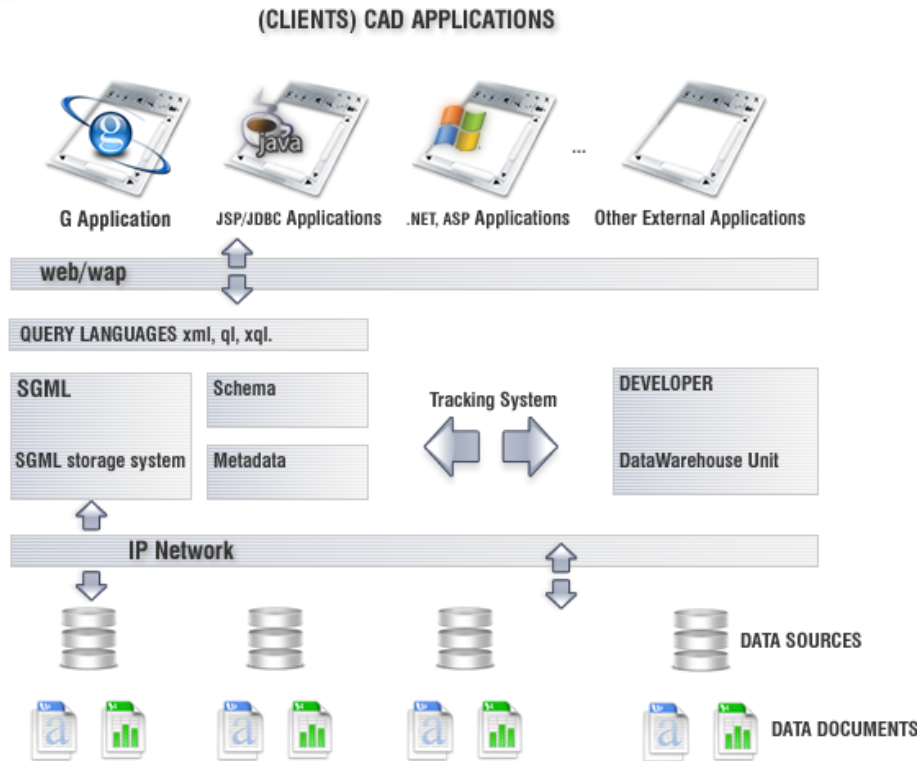 (CLIENTS) CAD APPLICATIONS
g
java
...
G Application
JSP/JDBC Applications
.NET, ASP Applications
Other External Applications
web/wap
QUERY LANGUAGES xml, ql, xql.
SGML
SGML storage system
Schema
Metadata
Tracking System
DEVELOPER
DataWarehouse Unit
IP Network
DATA SOURCES
a
a
a
a
DATA DOCUMENTS